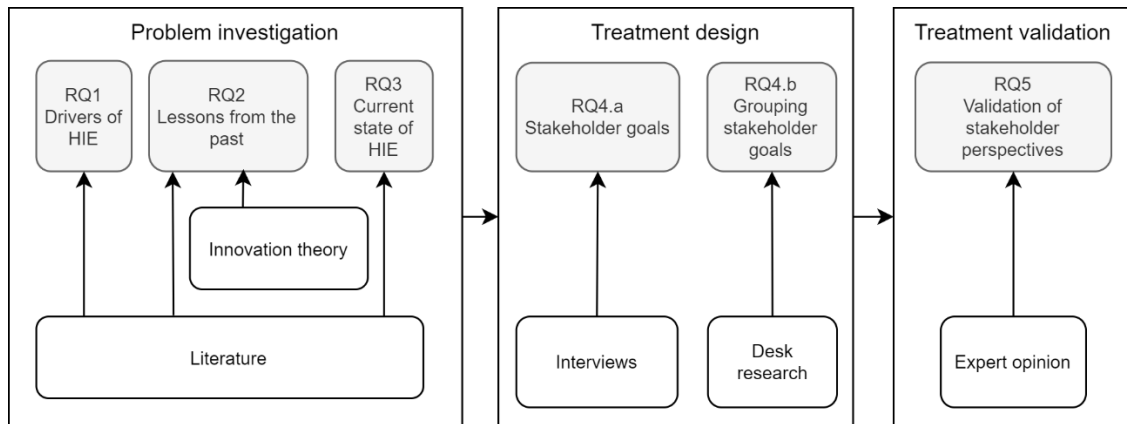 Problem investigation
RQ1
Drivers of
HIE
RQ2
Lessons from the
past
RQ3
Current
state of
HIE
Innovation theory
Literature
Treatment design
RQ4.a
Stakeholder goals
RQ4.b
Grouping
stakeholder
goals
Interviews
Desk
research
Treatment validation
RQ5
Validation of
stakeholder
perspectives
Expert opinion